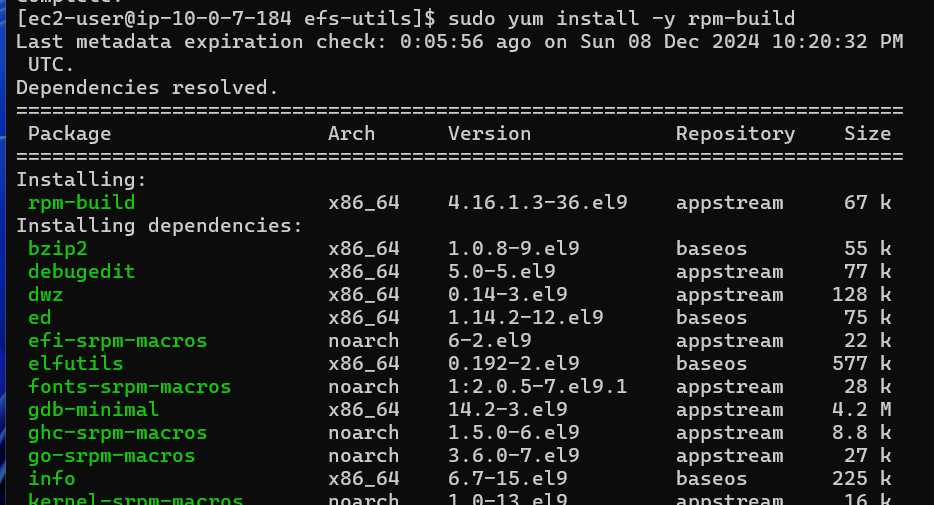 Complete!
[ec2-user@ip-10-0-7-184 efs-utils]$ sudo yum install -y rpm-build
Last metadata expiration check: 0:05:56 ago on Sun 08 Dec 2024 10:20:32 PM
UTC.
Dependencies resolved.
================================================================================
Package Arch Version Repository Size
================================================================================
Installing:
rpm-build x86_64 4.16.1.3-36.el9 appstream 67 k
Installing dependencies:
bzip2 x86_64 1.0.8-9.el9 baseos 55 k
debugedit x86_64 5.0-5.el9 appstream 77 k
dwz x86_64 0.14-3.el9 appstream 128 k
ed x86_64 1.14.2-12.el9 baseos 75 k
efi-srpm-macros noarch 6-2.el9 appstream 22 k
elfutils x86_64 0.192-2.el9 baseos 577 k
fonts-srpm-macros noarch 1:2.0.5-7.el9.1 appstream 28 k
gdb-minimal x86_64 14.2-3.el9 appstream 4.2 M
ghc-srpm-macros noarch 1.5.0-6.el9 appstream 8.8 k
go-srpm-macros noarch 3.6.0-7.el9 appstream 27 k
info x86_64 6.7-15.el9 baseos 225 k
kernel-srpm-macros noarch 1.0-13.el9 appstream 16 k